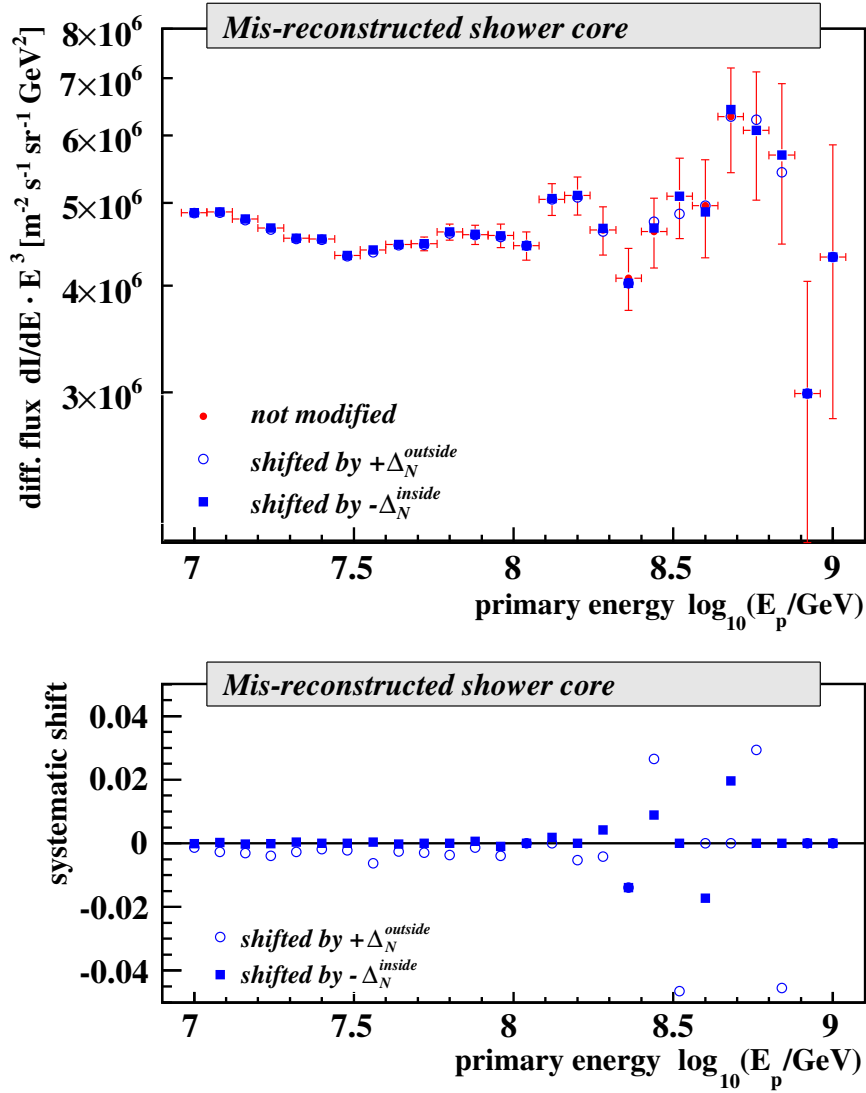 Mis-reconstructed shower core
8×10⁶
7×10⁶
6×10⁶
5×10⁶
4×10⁶
3×10⁶
diff. flux dI/dE · E³ [m⁻² s⁻¹ sr⁻¹ GeV²]
not modified
shifted by +Δ_N^outside
shifted by -Δ_N^inside
7 7.5 8 8.5 9
primary energy log₁₀(E_p/GeV)
Mis-reconstructed shower core
0.04
0.02
0
-0.02
-0.04
systematic shift
shifted by +Δ_N^outside
shifted by -Δ_N^inside
7 7.5 8 8.5 9
primary energy log₁₀(E_p/GeV)